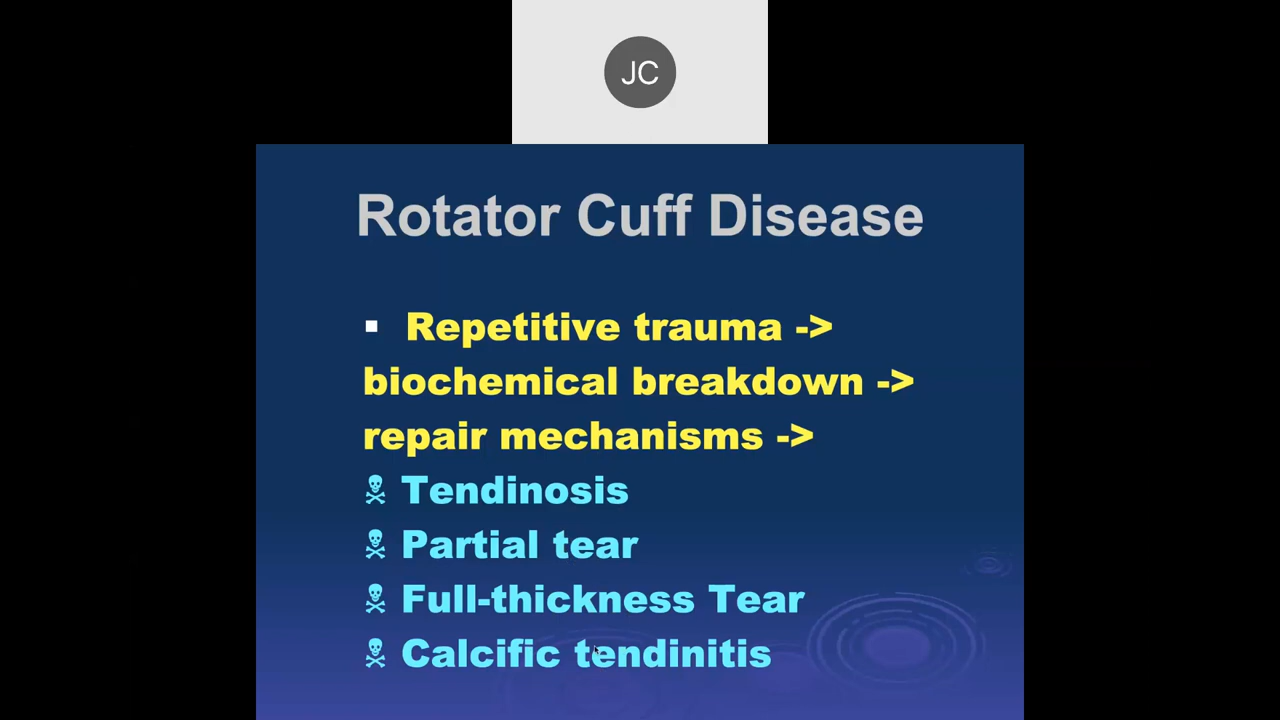 JC
Rotator Cuff Disease
▪ Repetitive trauma ->
biochemical breakdown ->
repair mechanisms ->
☠ Tendinosis
☠ Partial tear
☠ Full-thickness Tear
☠ Calcific tendinitis